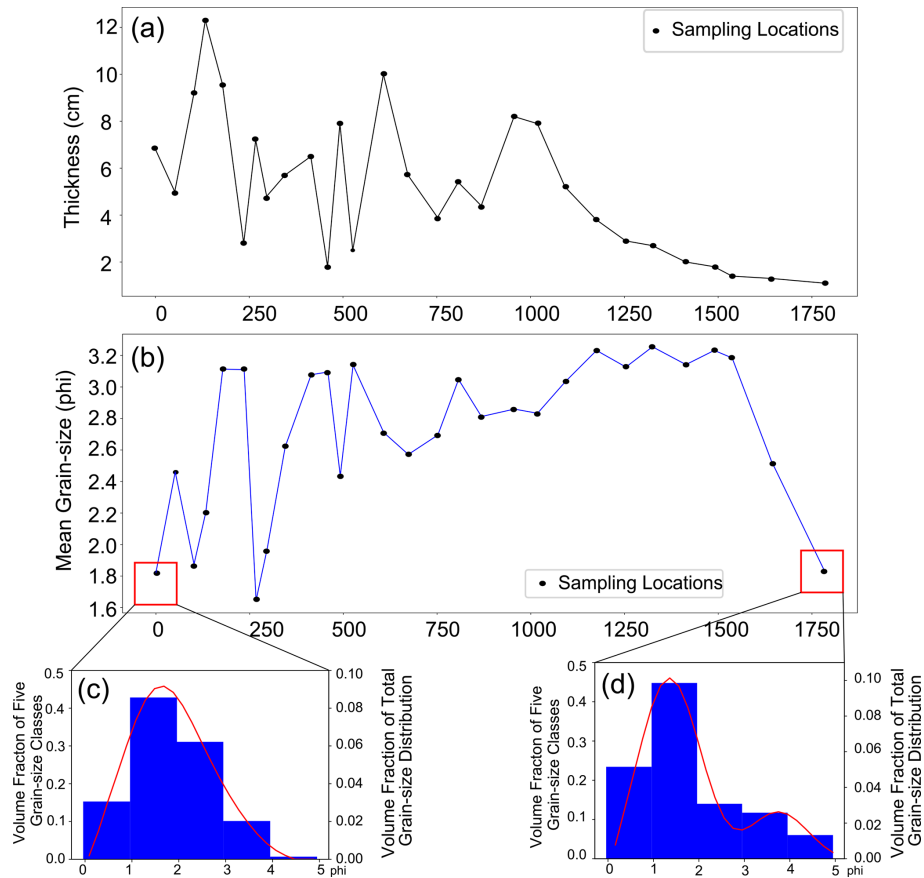 (a)
Sampling Locations
Thickness (cm)
12
10
8
6
4
2
0 250 500 750 1000 1250 1500 1750
(b)
Mean Grain-size (phi)
3.2
3.0
2.8
2.6
2.4
2.2
2.0
1.8
1.6
Sampling Locations
0 250 500 750 1000 1250 1500 1750
(c)
Volume Fracton of Five
Grain-size Classes
0.5
0.4
0.3
0.2
0.1
0.0
0 1 2 3 4 5 phi
0.10
0.08
0.06
0.04
0.02
0.00
Volume Fraction of Total
Grain-size Distribution
(d)
Volume Fracton of Five
Grain-size Classes
0.5
0.4
0.3
0.2
0.1
0.0
0 1 2 3 4 5 phi
0.10
0.08
0.06
0.04
0.02
0.00
Volume Fraction of Total
Grain-size Distribution